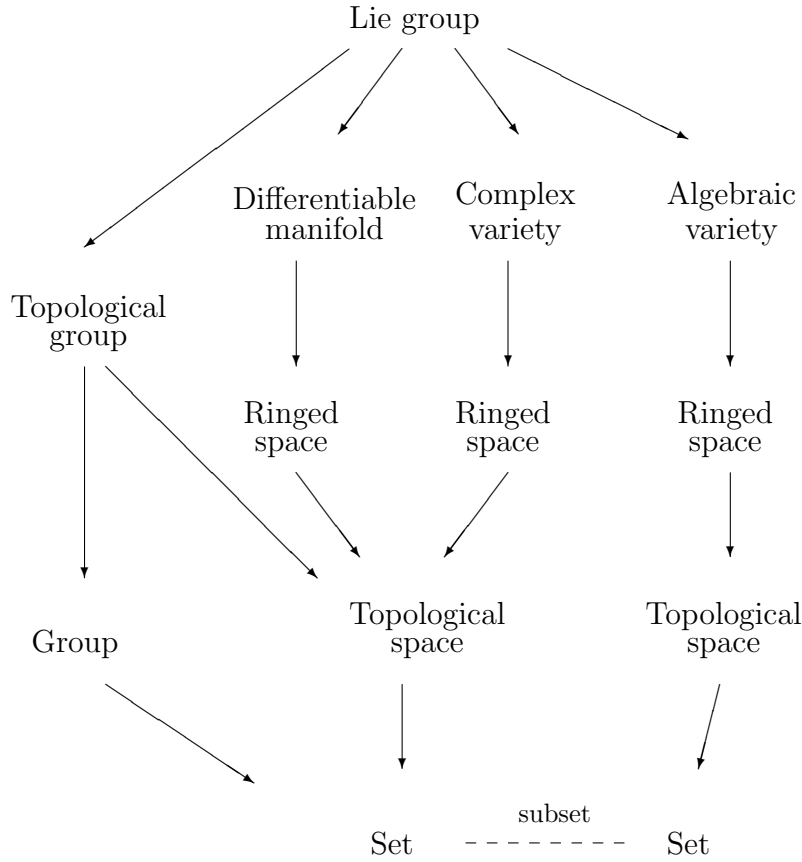 Lie group
Differentiable
manifold
Complex
variety
Algebraic
variety
Topological
group
Ringed
space
Ringed
space
Ringed
space
Group
Topological
space
Topological
space
subset
Set
Set